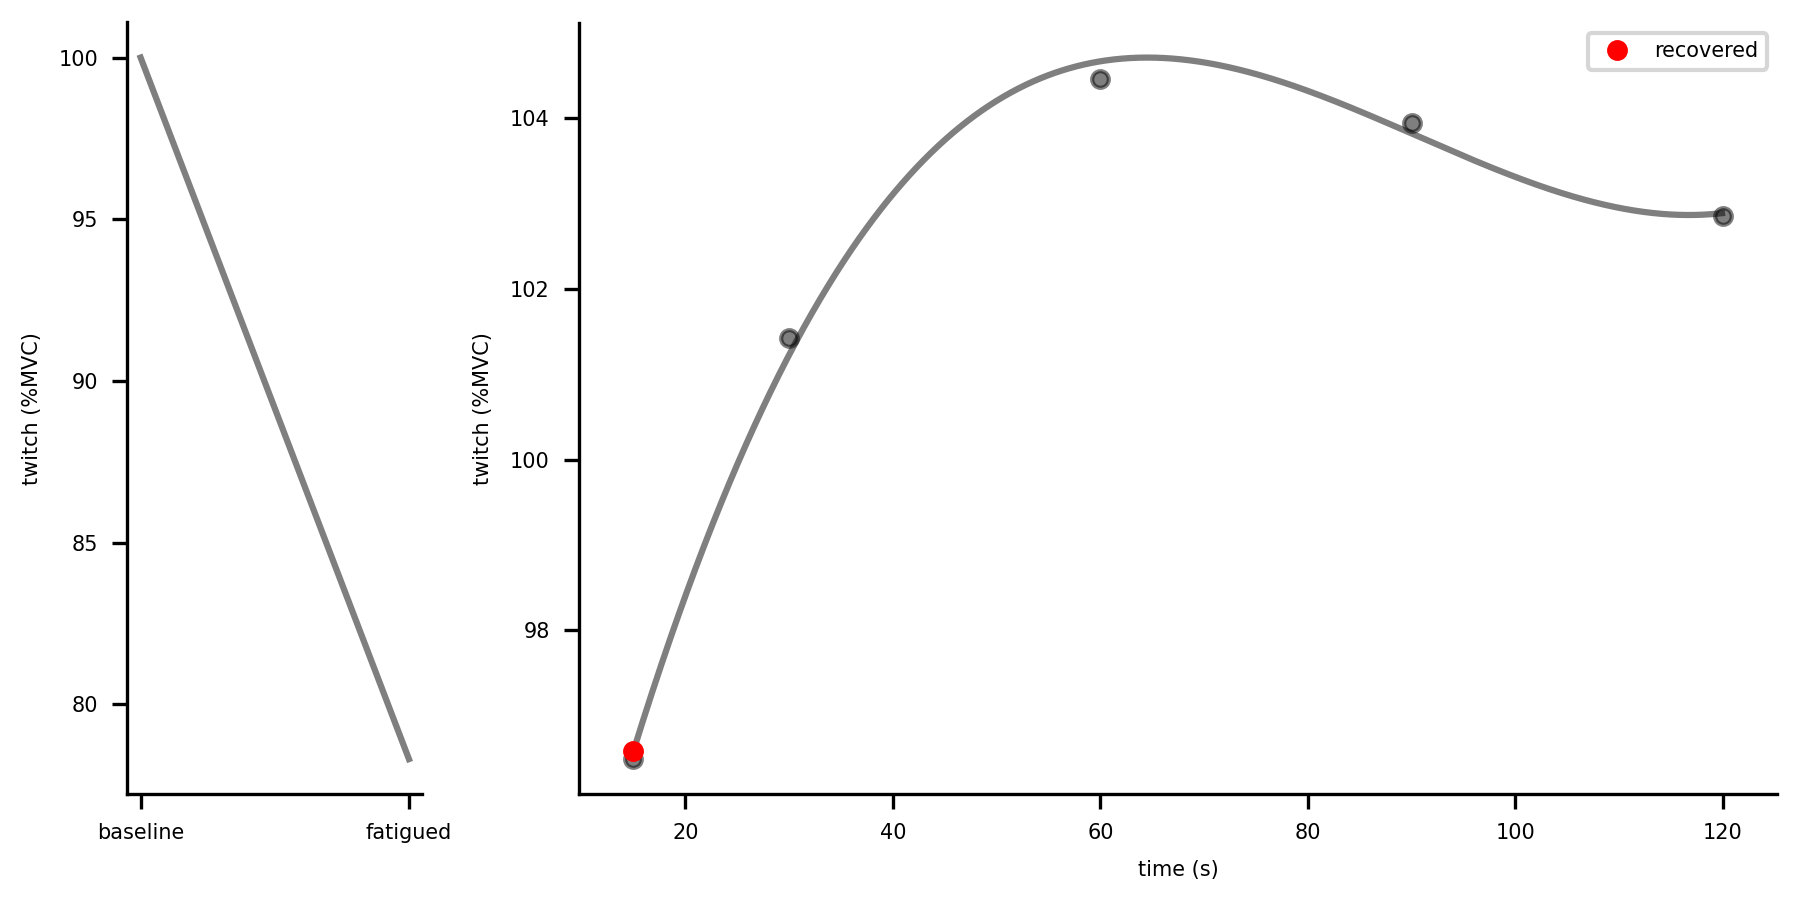 twitch (%MVC)
100
95
90
85
80
baseline
fatigued
twitch (%MVC)
104
102
100
98
20
40
60
80
100
120
time (s)
recovered